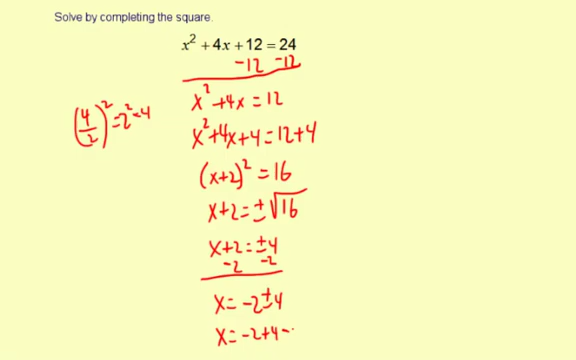 Solve by completing the square.
x² + 4x + 12 = 24
-12 -12
x² + 4x = 12
(4/2)² = 2² = 4
x² + 4x + 4 = 12 + 4
(x+2)² = 16
x + 2 = ±√16
x + 2 = ±4
-2 -2
x = -2 ± 4
x = -2 + 4 -